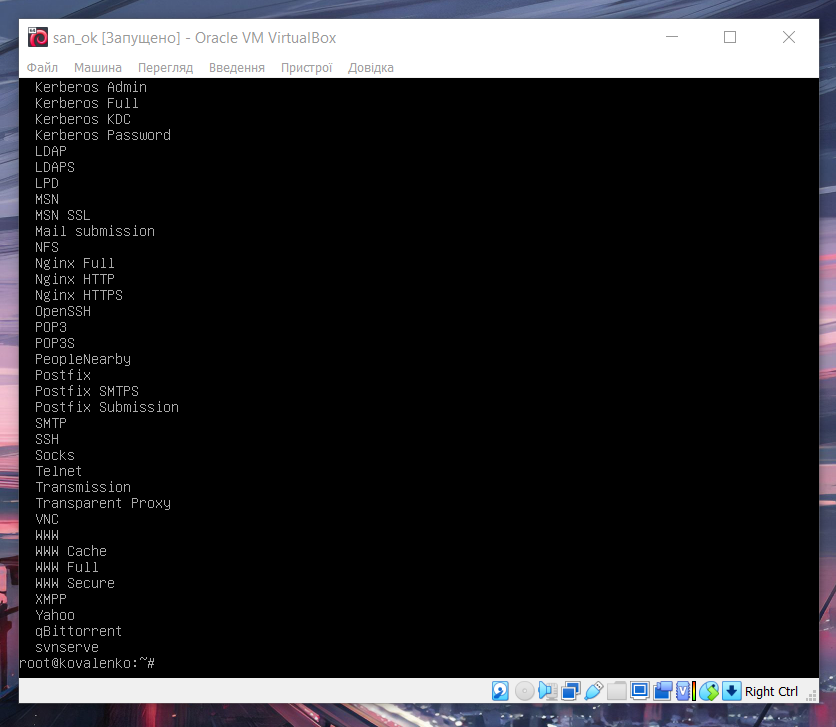 san_ok [Запущено] - Oracle VM VirtualBox
Файл Машина Перегляд Введення Пристрої Довідка
Kerberos Admin
Kerberos Full
Kerberos KDC
Kerberos Password
LDAP
LDAPS
LPD
MSN
MSN SSL
Mail submission
NFS
Nginx Full
Nginx HTTP
Nginx HTTPS
OpenSSH
POP3
POP3S
PeopleNearby
Postfix
Postfix SMTPS
Postfix Submission
SMTP
SSH
Socks
Telnet
Transmission
Transparent Proxy
VNC
WWW
WWW Cache
WWW Full
WWW Secure
XMPP
Yahoo
qBittorrent
svnserve
root@kovalenko:~#
Right Ctrl